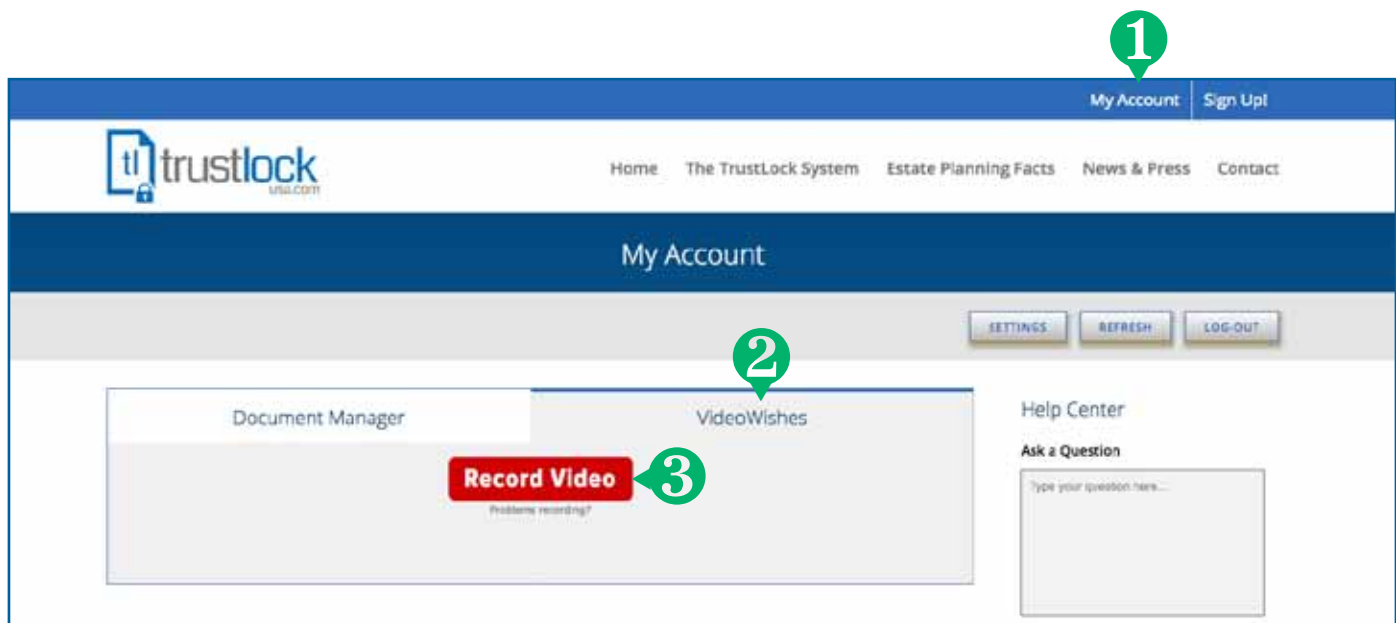 1
My Account Sign Up!
tl trustlock
usa.com
Home The TrustLock System Estate Planning Facts News & Press Contact
My Account
SETTINGS REFRESH LOG-OUT
2
Document Manager VideoWishes
Help Center
Record Video 3
Problems recording?
Ask a Question
Type your question here...